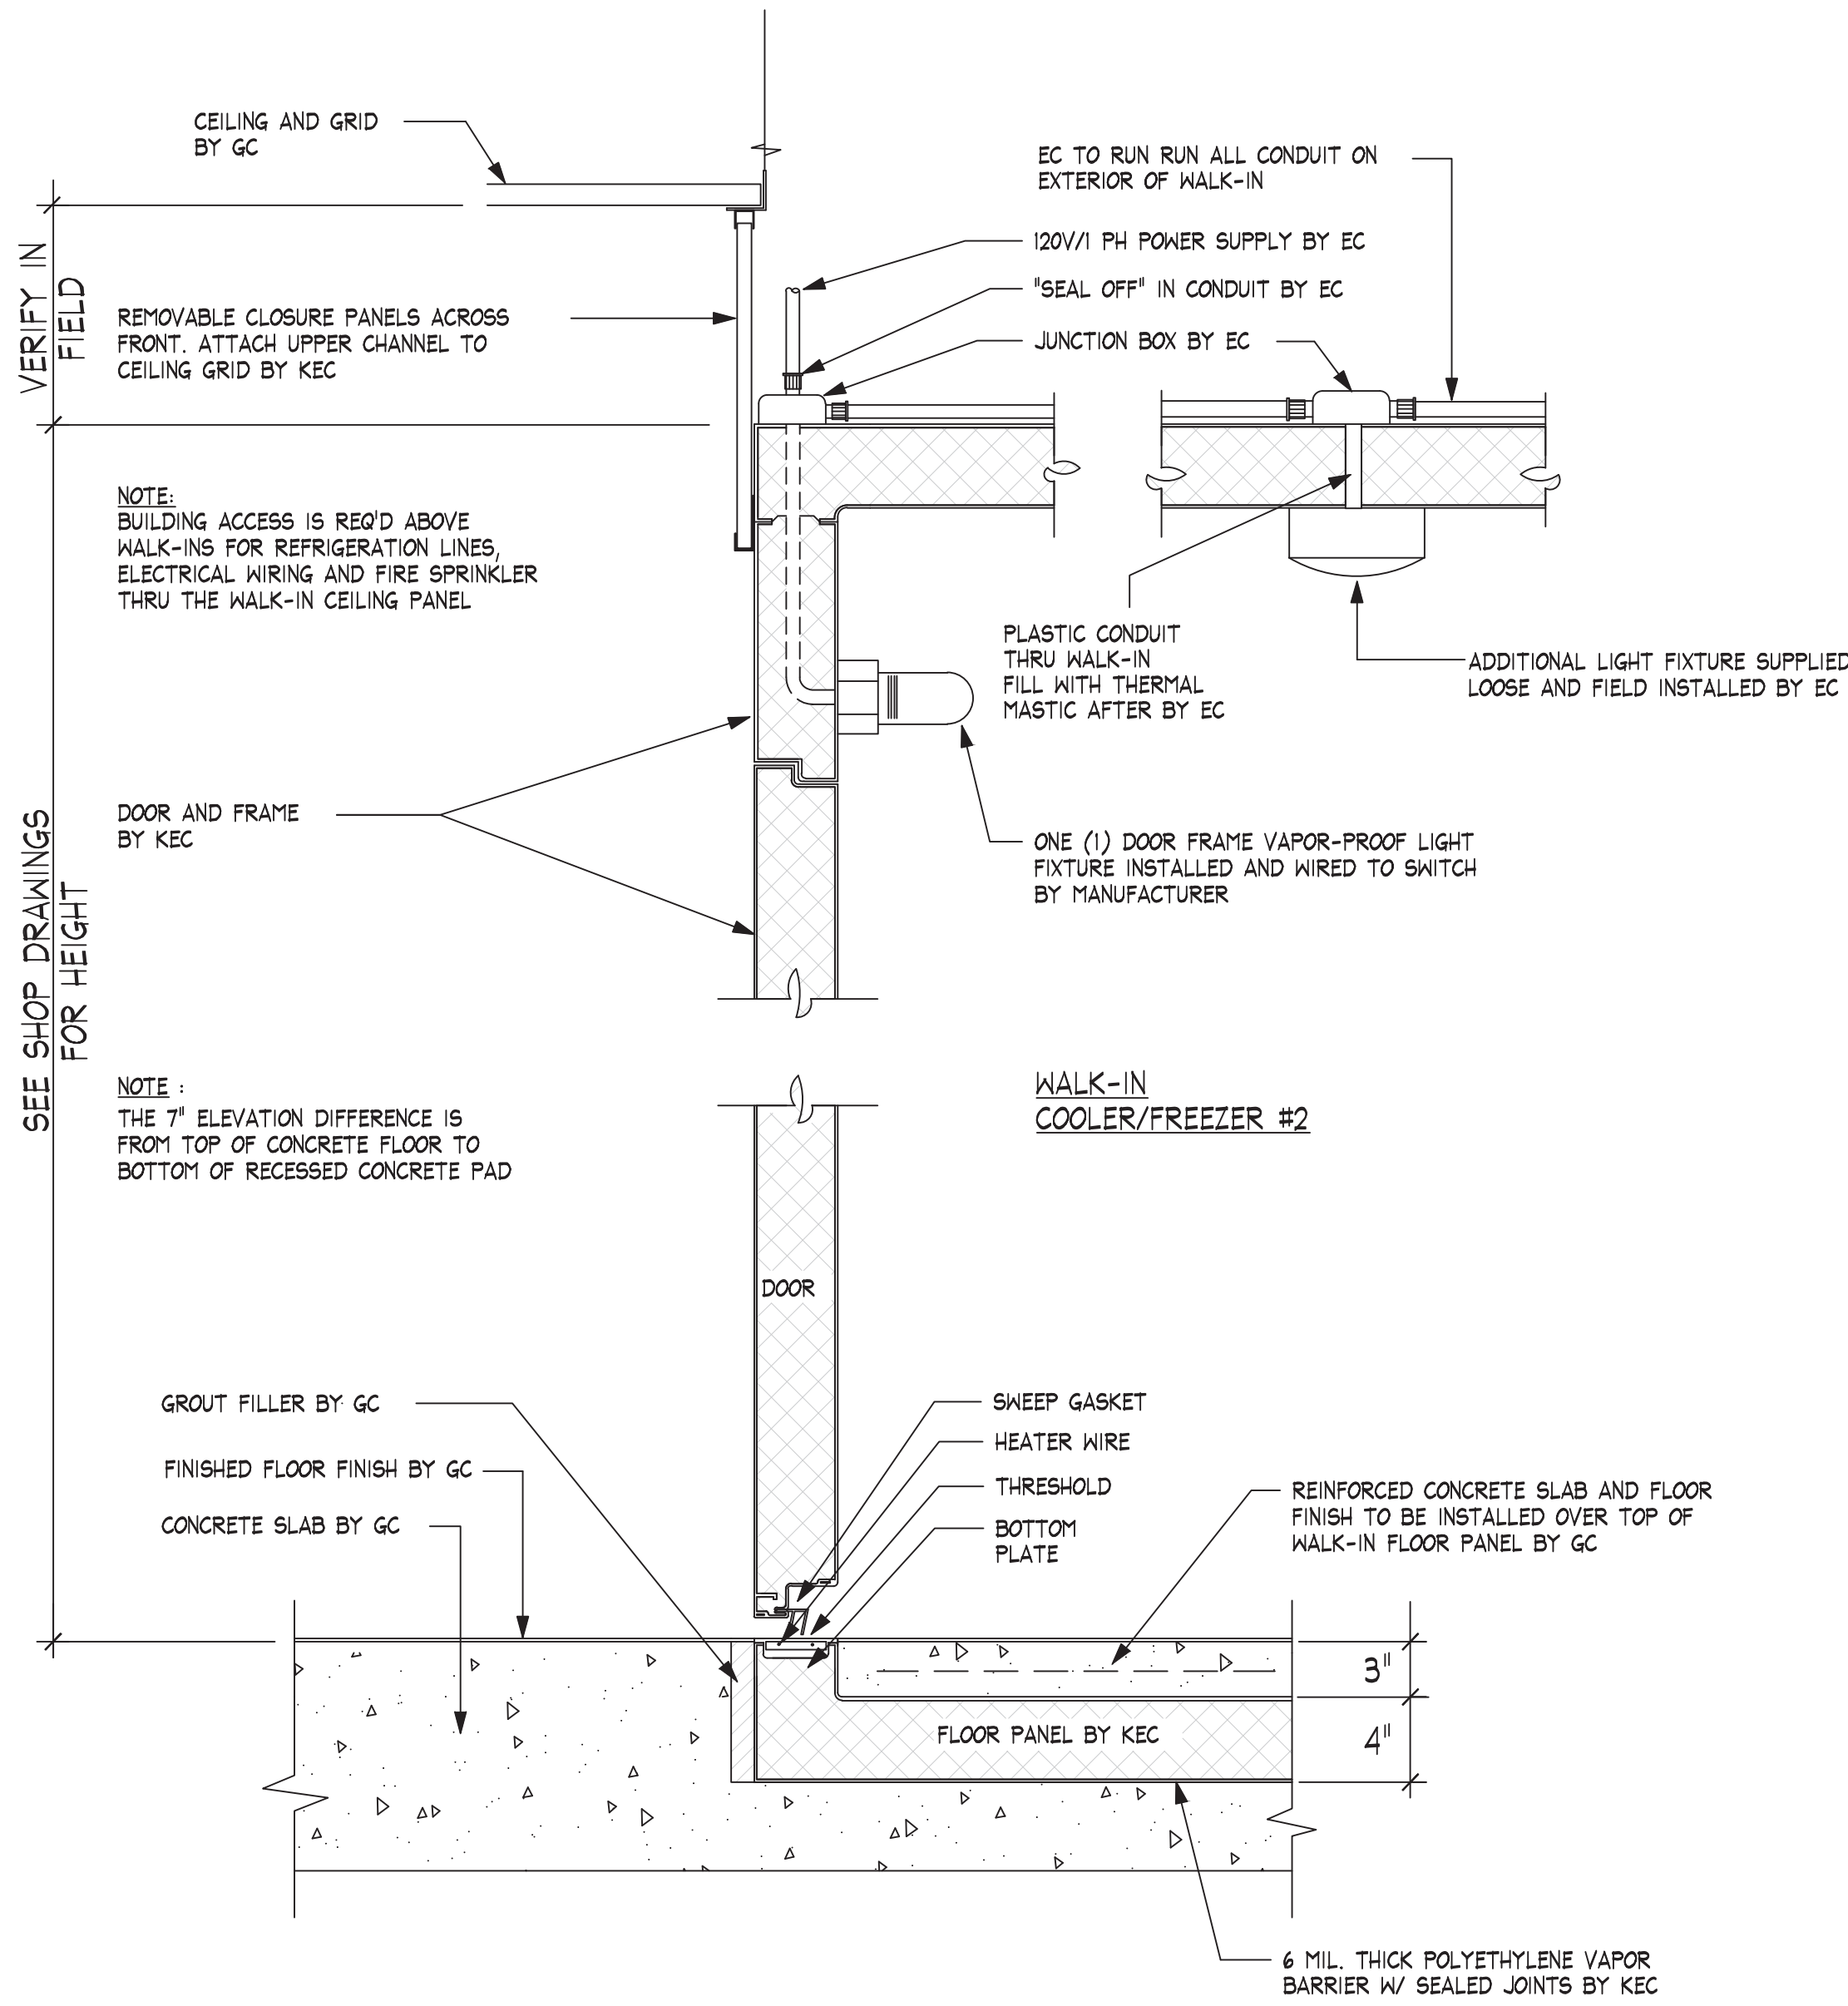 CEILING AND GRID
BY GC
EC TO RUN RUN ALL CONDUIT ON
EXTERIOR OF WALK-IN
120V/1 PH POWER SUPPLY BY EC
"SEAL OFF" IN CONDUIT BY EC
JUNCTION BOX BY EC
VERIFY IN
FIELD
REMOVABLE CLOSURE PANELS ACROSS
FRONT. ATTACH UPPER CHANNEL TO
CEILING GRID BY KEC
NOTE:
BUILDING ACCESS IS REQ'D ABOVE
WALK-INS FOR REFRIGERATION LINES,
ELECTRICAL WIRING AND FIRE SPRINKLER
THRU THE WALK-IN CEILING PANEL
PLASTIC CONDUIT
THRU WALK-IN
FILL WITH THERMAL
MASTIC AFTER BY EC
ADDITIONAL LIGHT FIXTURE SUPPLIED
LOOSE AND FIELD INSTALLED BY EC
DOOR AND FRAME
BY KEC
ONE (1) DOOR FRAME VAPOR-PROOF LIGHT
FIXTURE INSTALLED AND WIRED TO SWITCH
BY MANUFACTURER
SEE SHOP DRAWINGS
FOR HEIGHT
NOTE :
THE 7" ELEVATION DIFFERENCE IS
FROM TOP OF CONCRETE FLOOR TO
BOTTOM OF RECESSED CONCRETE PAD
WALK-IN
COOLER/FREEZER #2
DOOR
GROUT FILLER BY GC
FINISHED FLOOR FINISH BY GC
CONCRETE SLAB BY GC
SWEEP GASKET
HEATER WIRE
THRESHOLD
BOTTOM
PLATE
REINFORCED CONCRETE SLAB AND FLOOR
FINISH TO BE INSTALLED OVER TOP OF
WALK-IN FLOOR PANEL BY GC
3"
4"
FLOOR PANEL BY KEC
6 MIL. THICK POLYETHYLENE VAPOR
BARRIER W/ SEALED JOINTS BY KEC